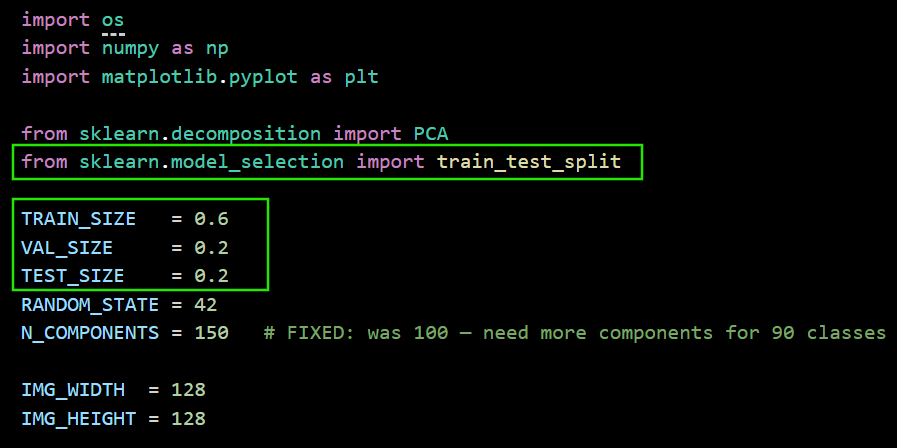 import os
import numpy as np
import matplotlib.pyplot as plt
from sklearn.decomposition import PCA
from sklearn.model_selection import train_test_split
TRAIN_SIZE   = 0.6
VAL_SIZE     = 0.2
TEST_SIZE    = 0.2
RANDOM_STATE = 42
N_COMPONENTS = 150   # FIXED: was 100 — need more components for 90 classes
IMG_WIDTH  = 128
IMG_HEIGHT = 128